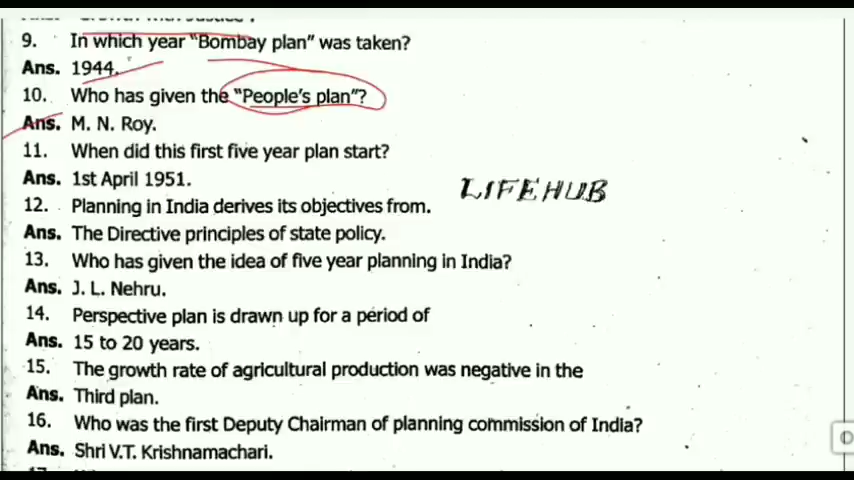 9. In which year "Bombay plan" was taken?
Ans. 1944.
10. Who has given the "People's plan"?
Ans. M. N. Roy.
11. When did this first five year plan start?
Ans. 1st April 1951.
LIFEHUB
12. Planning in India derives its objectives from.
Ans. The Directive principles of state policy.
13. Who has given the idea of five year planning in India?
Ans. J. L. Nehru.
14. Perspective plan is drawn up for a period of
Ans. 15 to 20 years.
15. The growth rate of agricultural production was negative in the
Ans. Third plan.
16. Who was the first Deputy Chairman of planning commission of India?
Ans. Shri V.T. Krishnamachari.